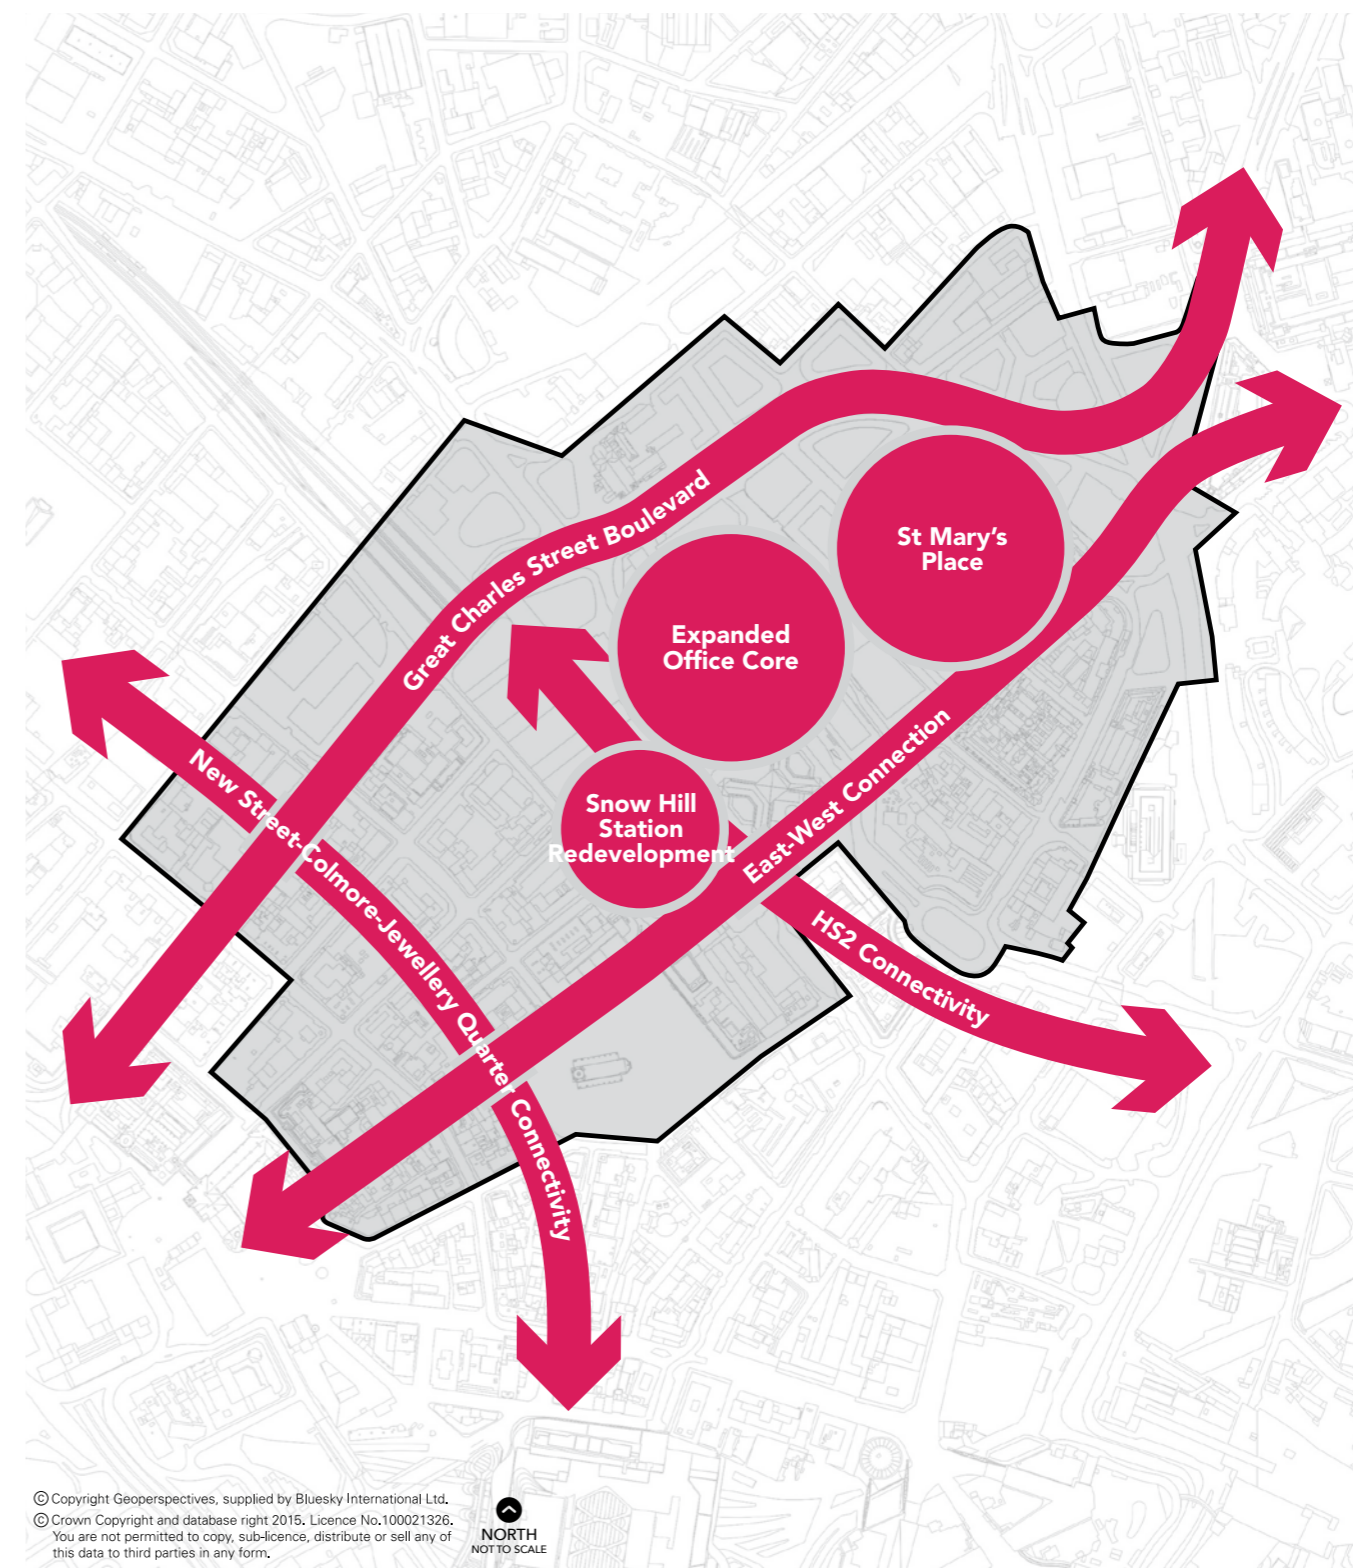 Great Charles Street Boulevard
St Mary's
Place
Expanded
Office Core
New Street-Colmore-Jewellery Quarter Connectivity
Snow Hill
Station
Redevelopment
East-West Connection
HS2 Connectivity
© Copyright Geoperspectives, supplied by Bluesky International Ltd.
© Crown Copyright and database right 2015. Licence No.100021326.
You are not permitted to copy, sub-licence, distribute or sell any of
this data to third parties in any form.
NORTH
NOT TO SCALE